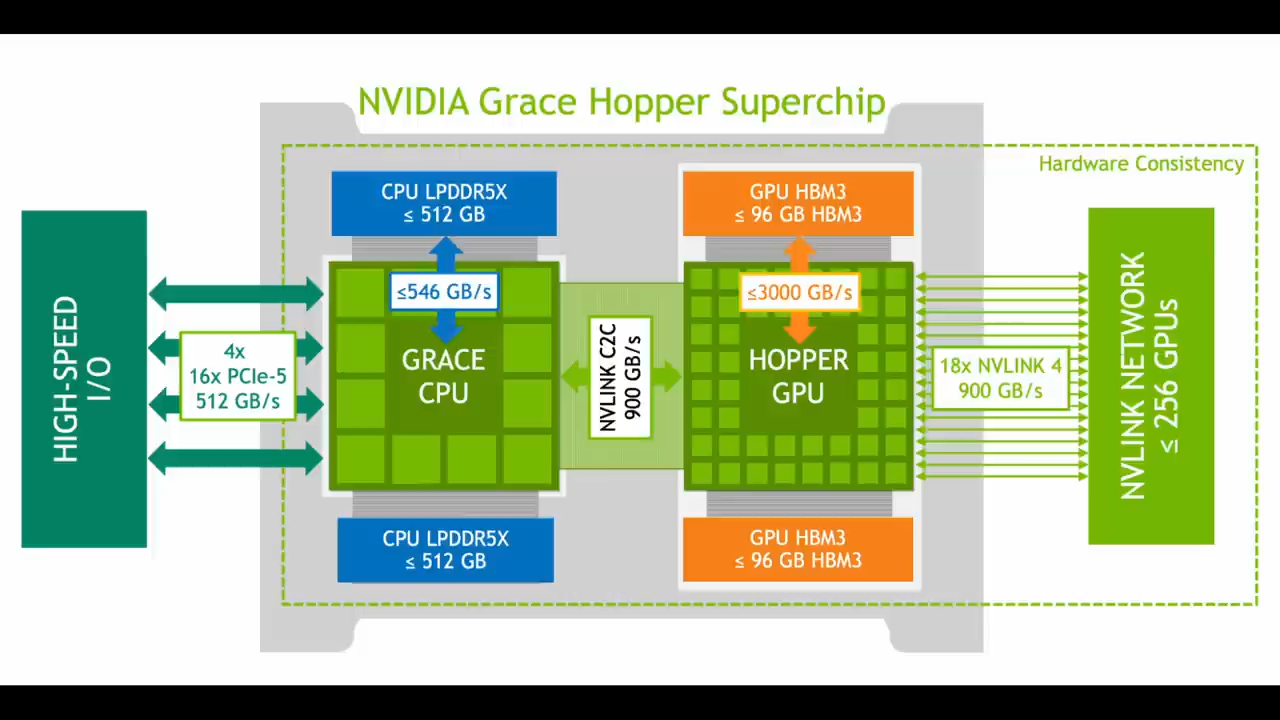 NVIDIA Grace Hopper Superchip
Hardware Consistency
CPU LPDDR5X
≤ 512 GB
GPU HBM3
≤ 96 GB HBM3
HIGH-SPEED
I/O
4x
16x PCIe-5
512 GB/s
≤546 GB/s
GRACE
CPU
NVLINK C2C
900 GB/s
≤3000 GB/s
HOPPER
GPU
18x NVLINK 4
900 GB/s
NVLINK NETWORK
≤ 256 GPUs
CPU LPDDR5X
≤ 512 GB
GPU HBM3
≤ 96 GB HBM3